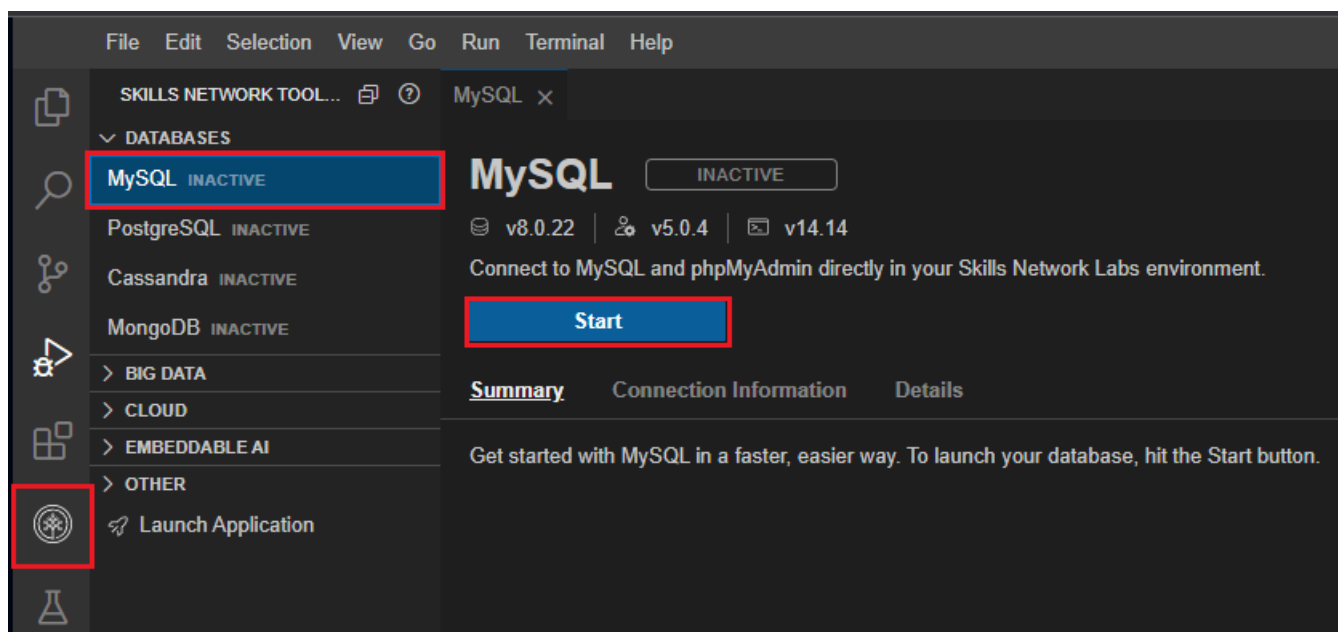 File Edit Selection View Go Run Terminal Help
SKILLS NETWORK TOOL...
MySQL
DATABASES
MySQL INACTIVE
PostgreSQL INACTIVE
Cassandra INACTIVE
MongoDB INACTIVE
BIG DATA
CLOUD
EMBEDDABLE AI
OTHER
Launch Application
MySQL INACTIVE
v8.0.22 v5.0.4 v14.14
Connect to MySQL and phpMyAdmin directly in your Skills Network Labs environment.
Start
Summary Connection Information Details
Get started with MySQL in a faster, easier way. To launch your database, hit the Start button.